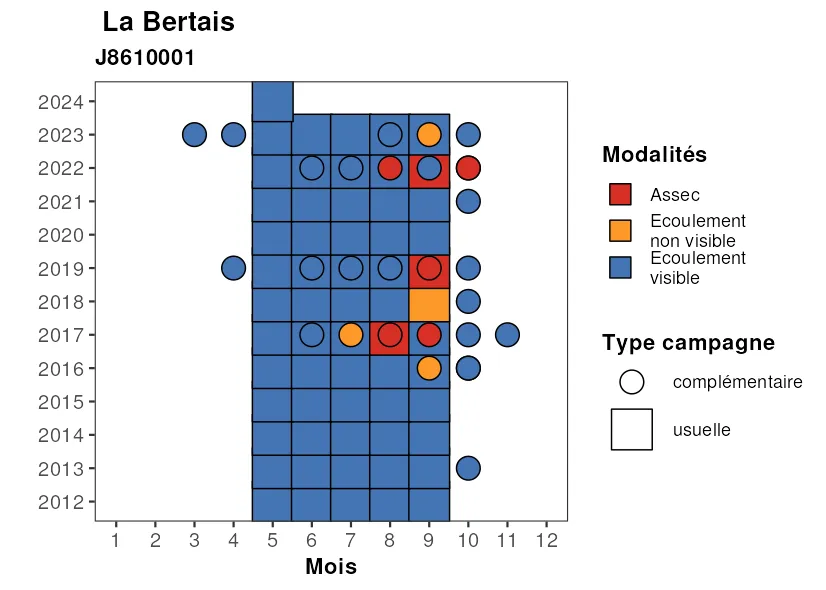 La Bertais
J8610001
2024
2023
2022
2021
2020
2019
2018
2017
2016
2015
2014
2013
2012
1 2 3 4 5 6 7 8 9 10 11 12
Mois
Modalités
Assec
Ecoulement
non visible
Ecoulement
visible
Type campagne
complémentaire
usuelle